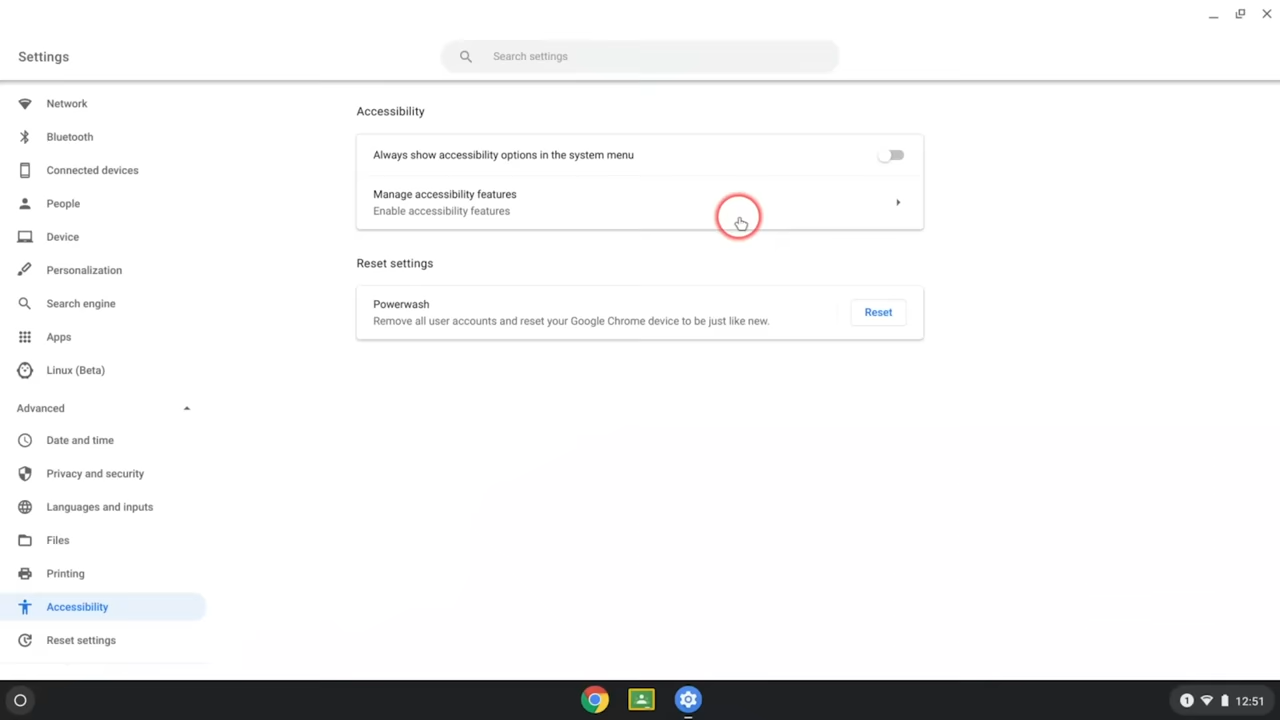 Settings
Search settings
Network
Bluetooth
Connected devices
People
Device
Personalization
Search engine
Apps
Linux (Beta)
Advanced
Date and time
Privacy and security
Languages and inputs
Files
Printing
Accessibility
Reset settings
Accessibility
Always show accessibility options in the system menu
Manage accessibility features
Enable accessibility features
Reset settings
Powerwash
Remove all user accounts and reset your Google Chrome device to be just like new.
Reset
1 12:51